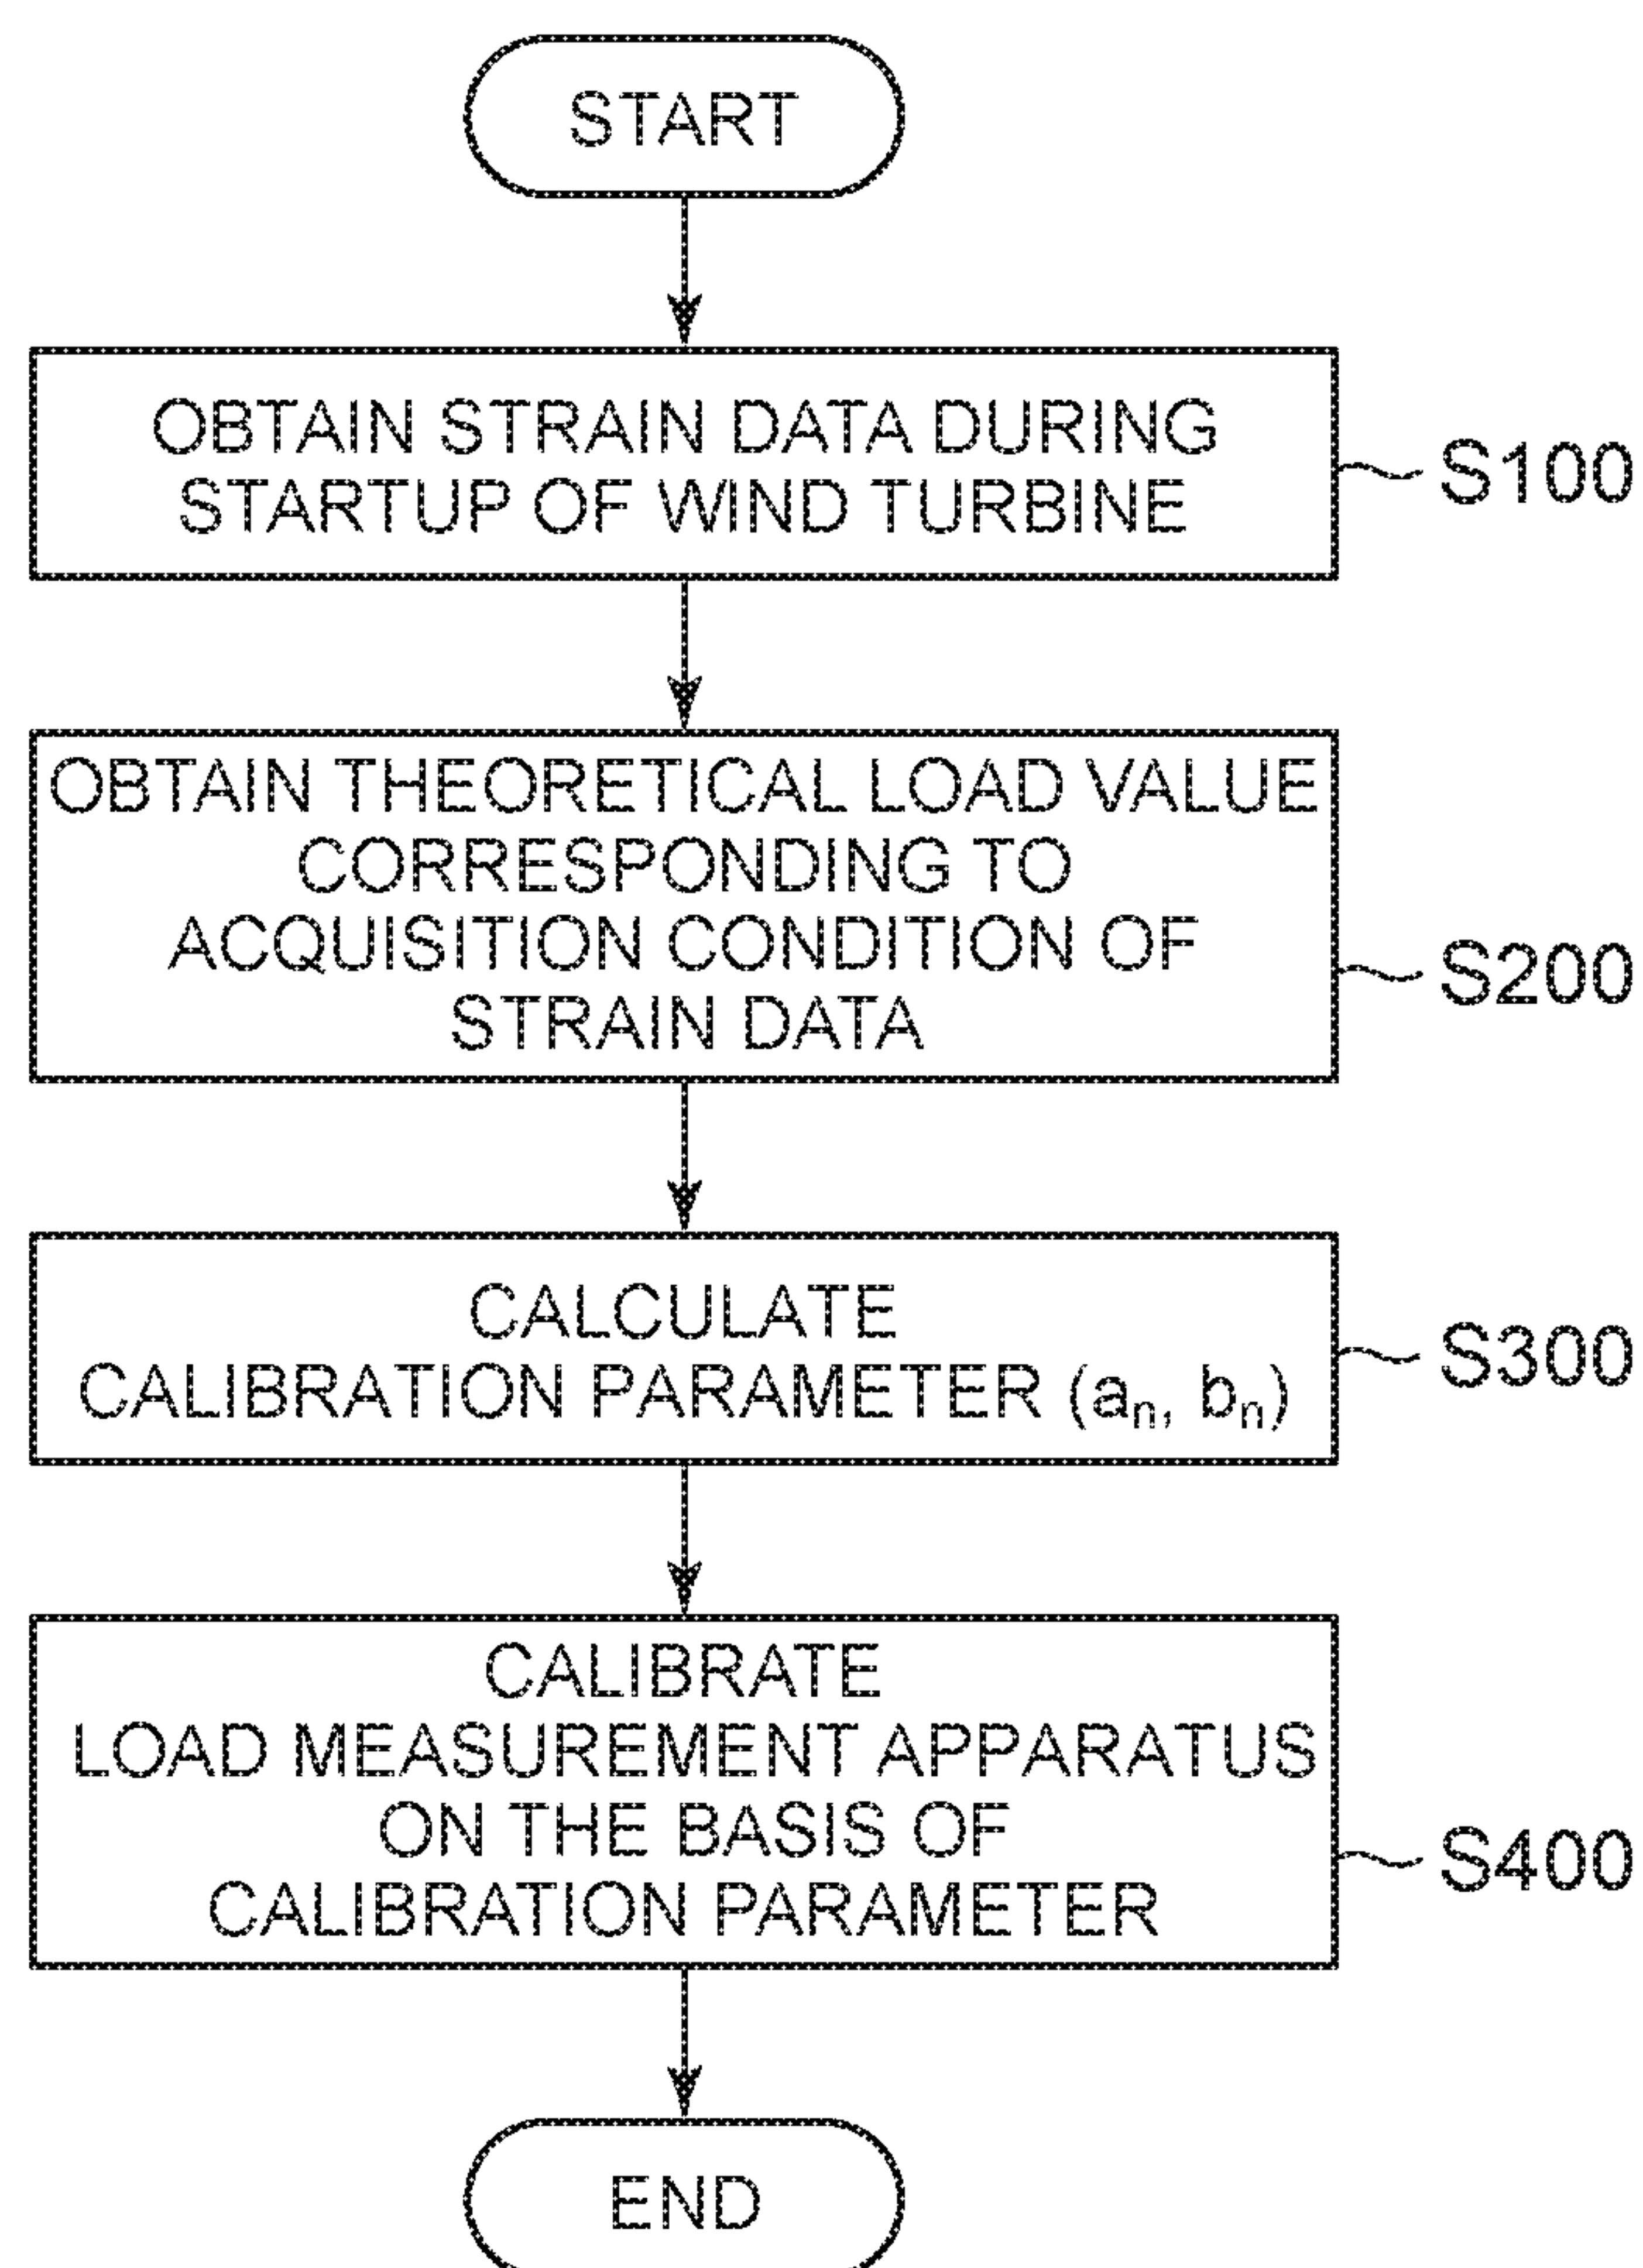 START
OBTAIN STRAIN DATA DURING
STARTUP OF WIND TURBINE
S100
OBTAIN THEORETICAL LOAD VALUE
CORRESPONDING TO
ACQUISITION CONDITION OF
STRAIN DATA
S200
CALCULATE
CALIBRATION PARAMETER (aₙ, bₙ)
S300
CALIBRATE
LOAD MEASUREMENT APPARATUS
ON THE BASIS OF
CALIBRATION PARAMETER
S400
END